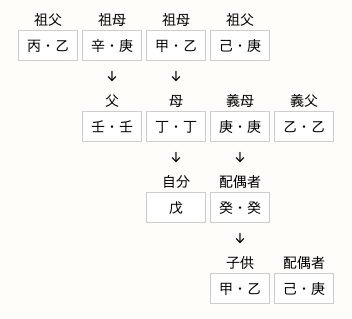 祖父 祖母 祖母 祖父
丙・乙 辛・庚 甲・乙 己・庚
↓ ↓
父 母 義母 義父
壬・壬 丁・丁 庚・庚 乙・乙
↓ ↓
自分 配偶者
戊 癸・癸
↓
子供 配偶者
甲・乙 己・庚